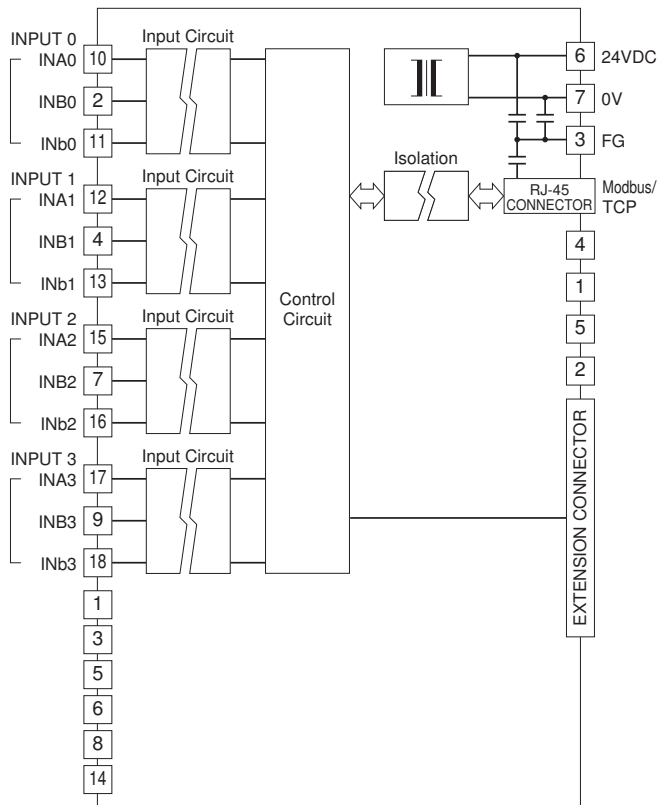 INPUT 0
Input Circuit
INA0 10
INB0 2
INb0 11
INPUT 1
Input Circuit
INA1 12
INB1 4
INb1 13
INPUT 2
Input Circuit
INA2 15
INB2 7
INb2 16
INPUT 3
Input Circuit
INA3 17
INB3 9
INb3 18
1
3
5
6
8
14
Control
Circuit
6 24VDC
7 0V
3 FG
Isolation
RJ-45
CONNECTOR
Modbus/
TCP
4
1
5
2
EXTENSION CONNECTOR